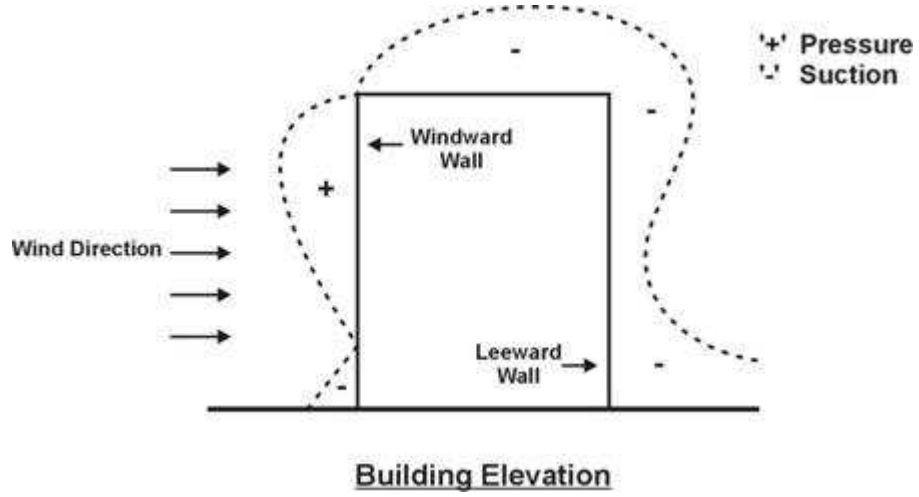 '+' Pressure
'-' Suction
-
-
Windward
Wall
+
Wind Direction
Leeward
Wall
-
-
Building Elevation